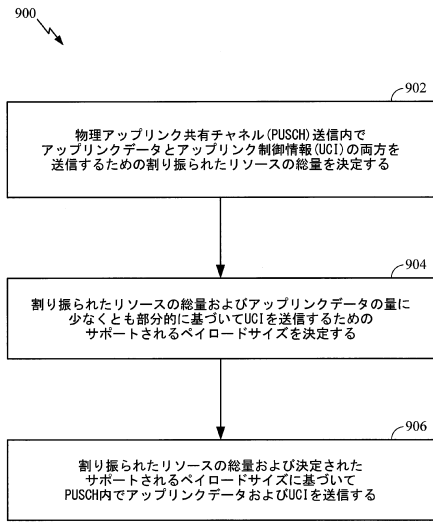 900
902
物理アップリンク共有チャネル(PUSCH)送信内で
アップリンクデータとアップリンク制御情報(UCI)の両方を
送信するための割り振られたリソースの総量を決定する
904
割り振られたリソースの総量およびアップリンクデータの量に
少なくとも部分的に基づいてUCIを送信するための
サポートされるペイロードサイズを決定する
906
割り振られたリソースの総量および決定された
サポートされるペイロードサイズに基づいて
PUSCH内でアップリンクデータおよびUCIを送信する